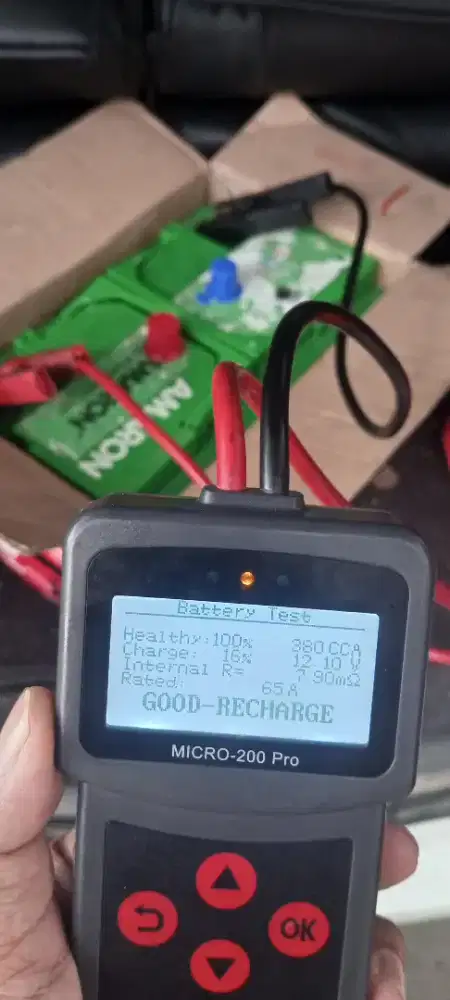 AMARON
Battery Test
Healthy:100% 380 CCA
Charge: 16% 12.10 V
Internal R= 7.90mΩ
Rated: 65 A
GOOD-RECHARGE
MICRO-200 Pro
OK